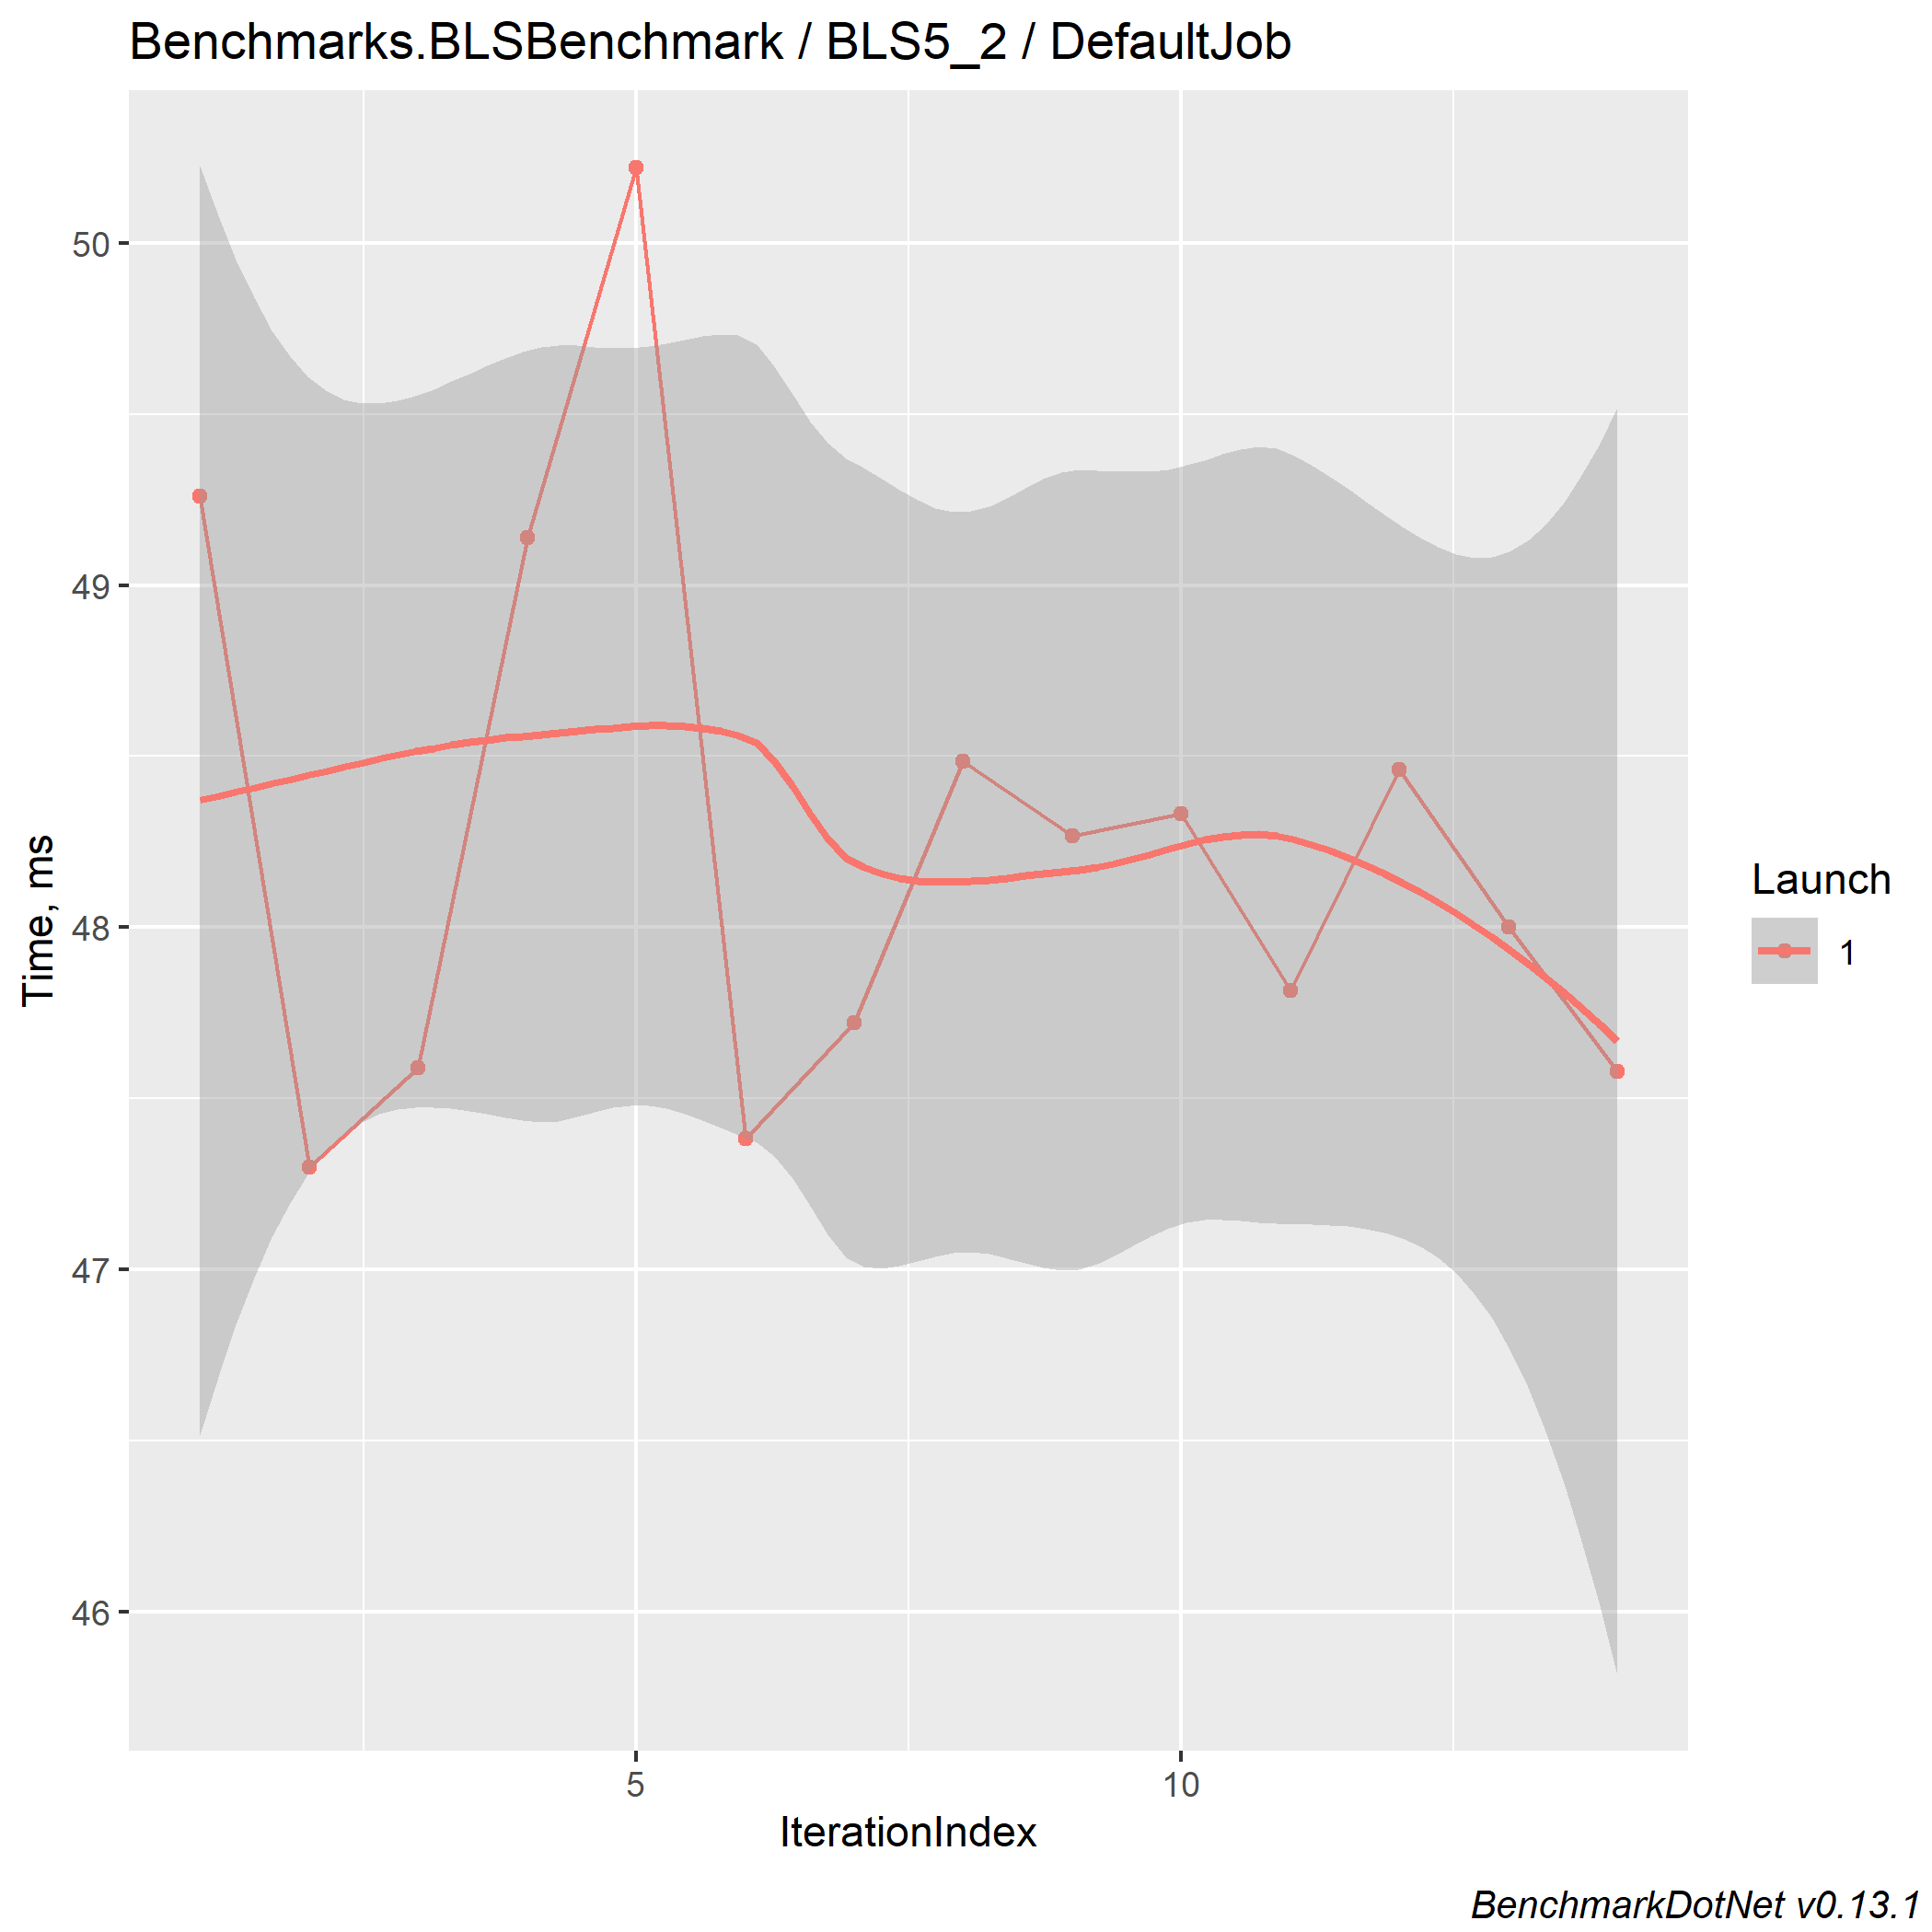 Benchmarks.BLSBenchmark / BLS5_2 / DefaultJob
50
49
48
47
46
Time, ms
5
10
IterationIndex
Launch
1
BenchmarkDotNet v0.13.1